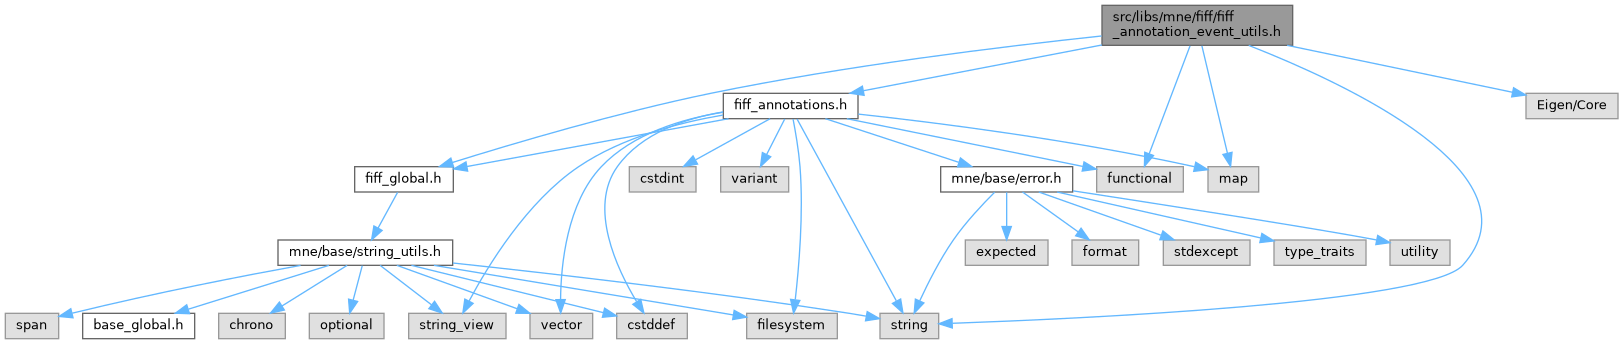 src/libs/mne/fiff/fiff
_annotation_event_utils.h
fiff_annotations.h
Eigen/Core
fiff_global.h
cstdint
variant
mne/base/error.h
functional
map
mne/base/string_utils.h
expected
format
stdexcept
type_traits
utility
span
base_global.h
chrono
optional
string_view
vector
cstddef
filesystem
string